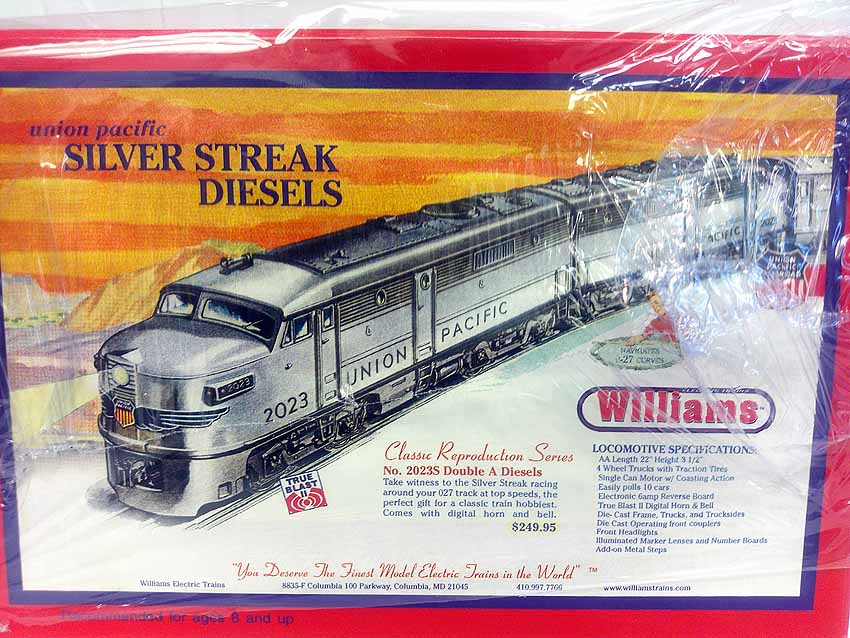 union pacific
SILVER STREAK
DIESELS
2023
2023
UNION PACIFIC
PACIFIC
UNION
PACIFIC
27 CURVES
Williams
ELECTRIC TRAINS
TRUE
BLAST
II
Classic Reproduction Series
No. 2023S Double A Diesels
Take witness to the Silver Streak racing
around your 027 track at top speeds, the
perfect gift for a classic train hobbiest.
Comes with digital horn and bell.
$249.95
LOCOMOTIVE SPECIFICATIONS:
AA Length 22" Height 3 1/2"
4 Wheel Trucks with Traction Tires
Single Can Motor w/ Coasting Action
Easily pulls 10 cars
Electronic 6amp Reverse Board
True Blast II Digital Horn & Bell
Die- Cast Frame, Trucks, and Trucksides
Die Cast Operating front couplers
Front Headlights
Illuminated Marker Lenses and Number Boards
Add-on Metal Steps
"You Deserve The Finest Model Electric Trains in the World" ™
Williams Electric Trains 8835-F Columbia 100 Parkway, Columbia, MD 21045 410.997.7766 www.williamstrains.com
Recommended for ages 8 and up